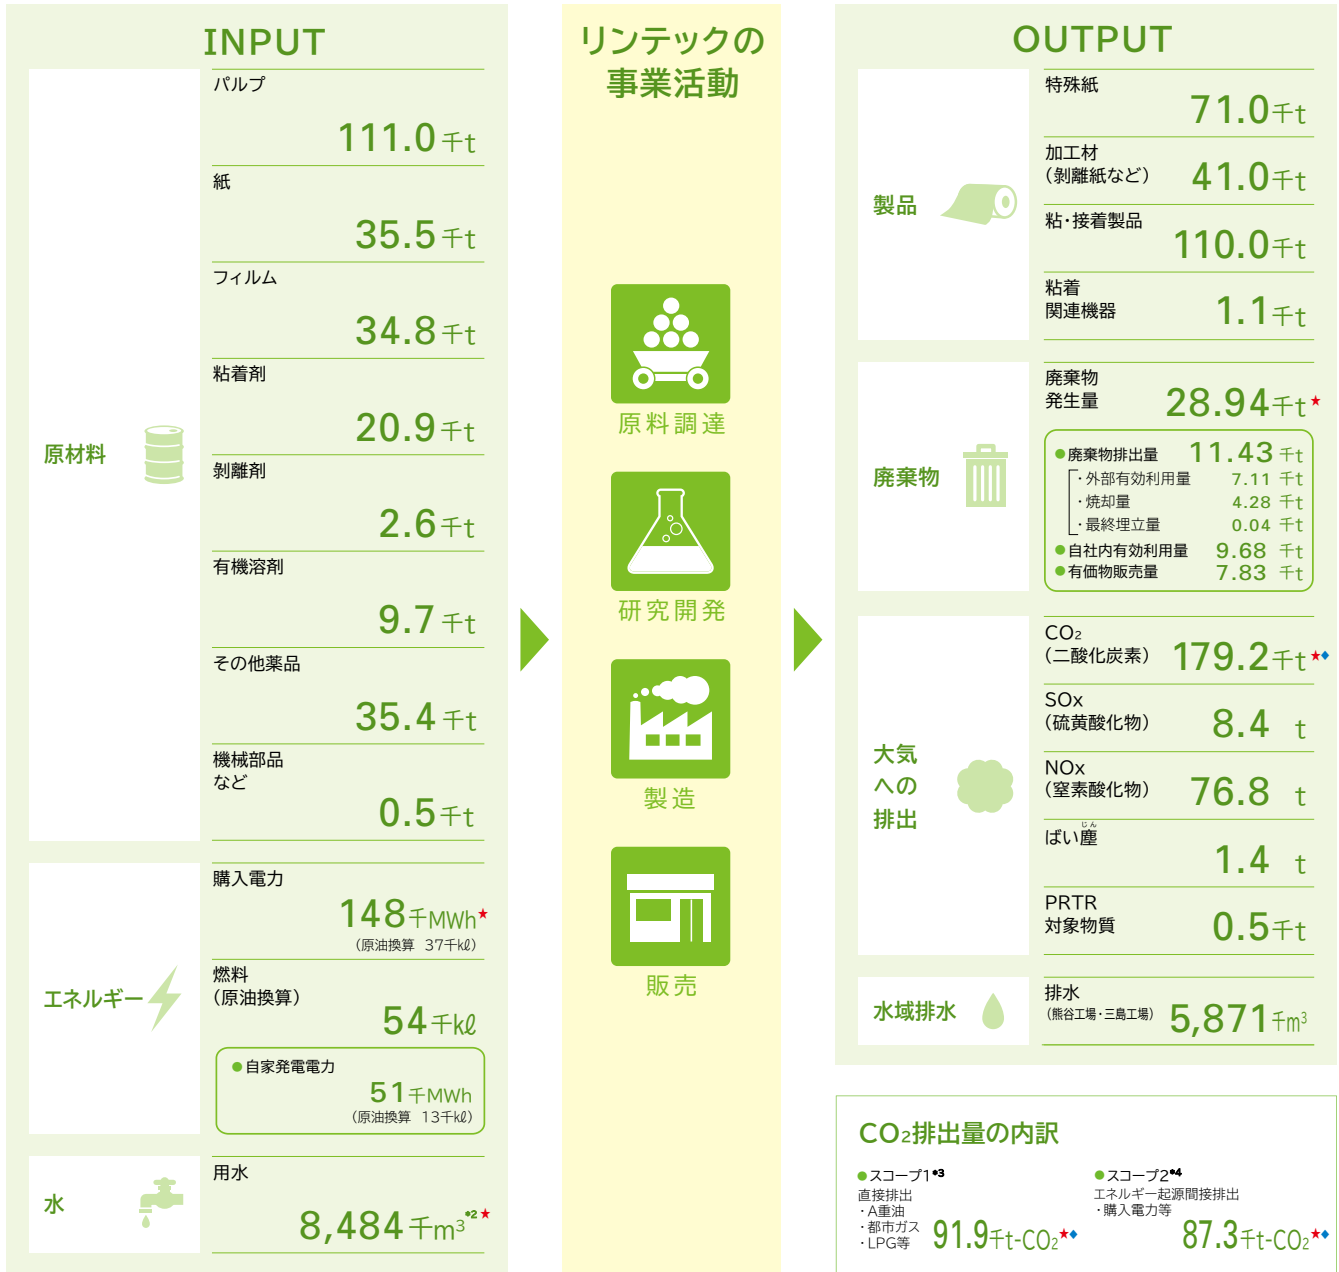 INPUT
原材料
パルプ
111.0千t
紙
35.5千t
フィルム
34.8千t
粘着剤
20.9千t
剝離剤
2.6千t
有機溶剤
9.7千t
その他薬品
35.4千t
機械部品
など
0.5千t
エネルギー
購入電力
148千MWh★
(原油換算 37千kℓ)
燃料
(原油換算)
54千kℓ
●自家発電電力
51千MWh
(原油換算 13千kℓ)
水
用水
8,484千m³*2★
リンテックの
事業活動
原料調達
研究開発
製造
販売
OUTPUT
製品
特殊紙
71.0千t
加工材
(剝離紙など)
41.0千t
粘・接着製品
110.0千t
粘着
関連機器
1.1千t
廃棄物
廃棄物
発生量
28.94千t★
●廃棄物排出量 11.43千t
・外部有効利用量 7.11千t
・焼却量 4.28千t
・最終埋立量 0.04千t
●自社内有効利用量 9.68千t
●有価物販売量 7.83千t
大気
への
排出
CO₂
(二酸化炭素)
179.2千t★◆
SOx
(硫黄酸化物)
8.4 t
NOx
(窒素酸化物)
76.8 t
じん
ばい塵
1.4 t
PRTR
対象物質
0.5千t
水域排水
排水
(熊谷工場・三島工場)
5,871千m³
CO₂排出量の内訳
●スコープ1*3
直接排出
・A重油
・都市ガス
・LPG等
91.9千t-CO₂★◆
●スコープ2*4
エネルギー起源間接排出
・購入電力等
87.3千t-CO₂★◆